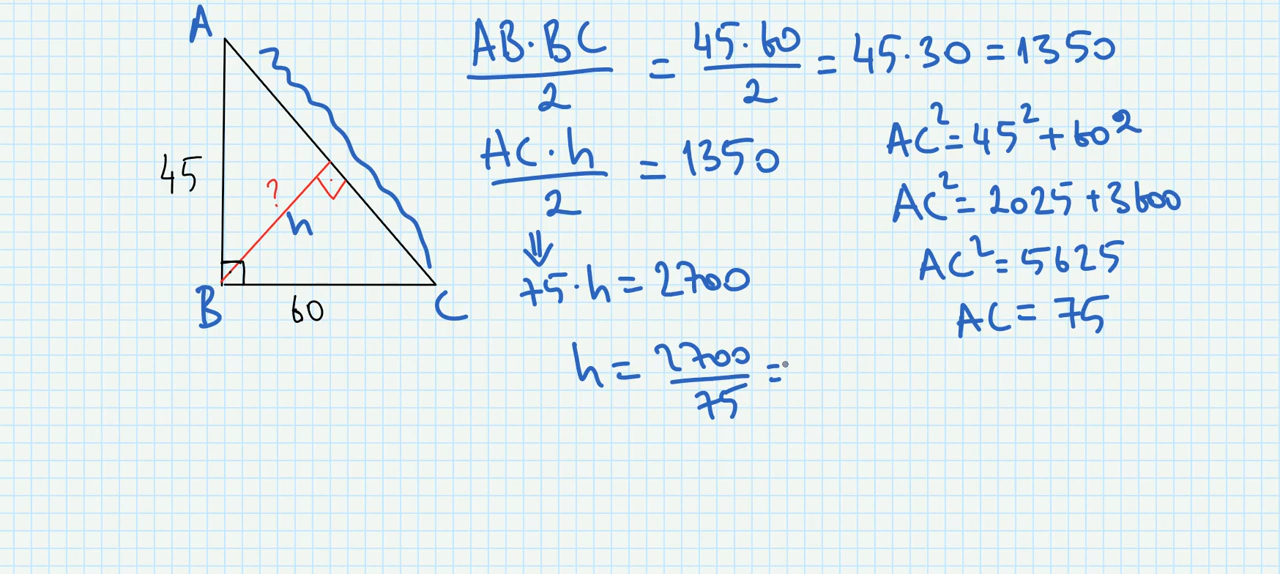 A
45
?
h
B
60
C
AB·BC/2 = 45·60/2 = 45·30 = 1350
AC·h/2 = 1350
⇓
75·h = 2700
h = 2700/75 =
AC² = 45² + 60²
AC² = 2025 + 3600
AC² = 5625
AC = 75